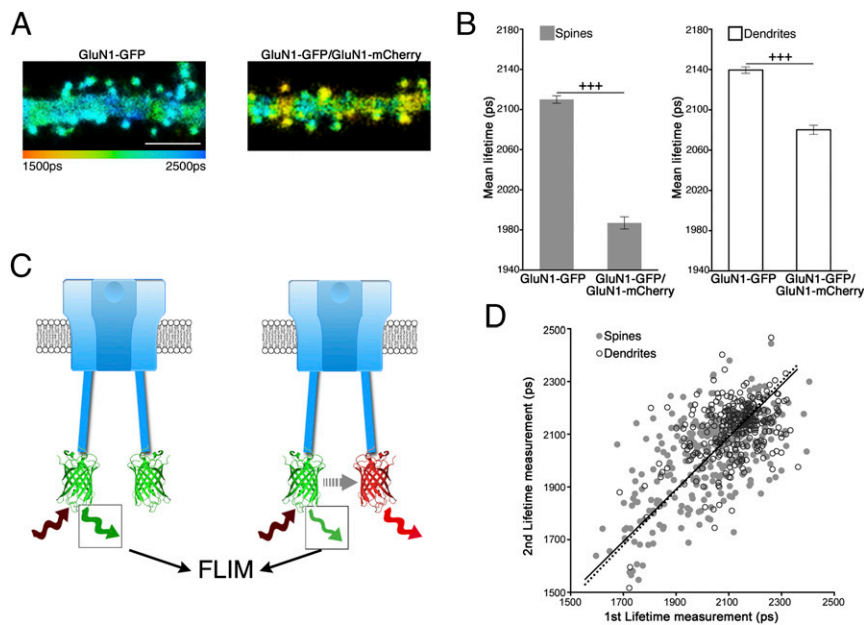 A
GluN1-GFP
GluN1-GFP/GluN1-mCherry
1500ps
2500ps
B
Spines
+++
Mean lifetime (ps)
2180
2140
2100
2060
2020
1980
1940
GluN1-GFP
GluN1-GFP/
GluN1-mCherry
Dendrites
+++
Mean lifetime (ps)
2180
2140
2100
2060
2020
1980
1940
GluN1-GFP
GluN1-GFP/
GluN1-mCherry
C
FLIM
D
Spines
Dendrites
2nd Lifetime measurement (ps)
2500
2300
2100
1900
1700
1500
1500 1700 1900 2100 2300 2500
1st Lifetime measurement (ps)